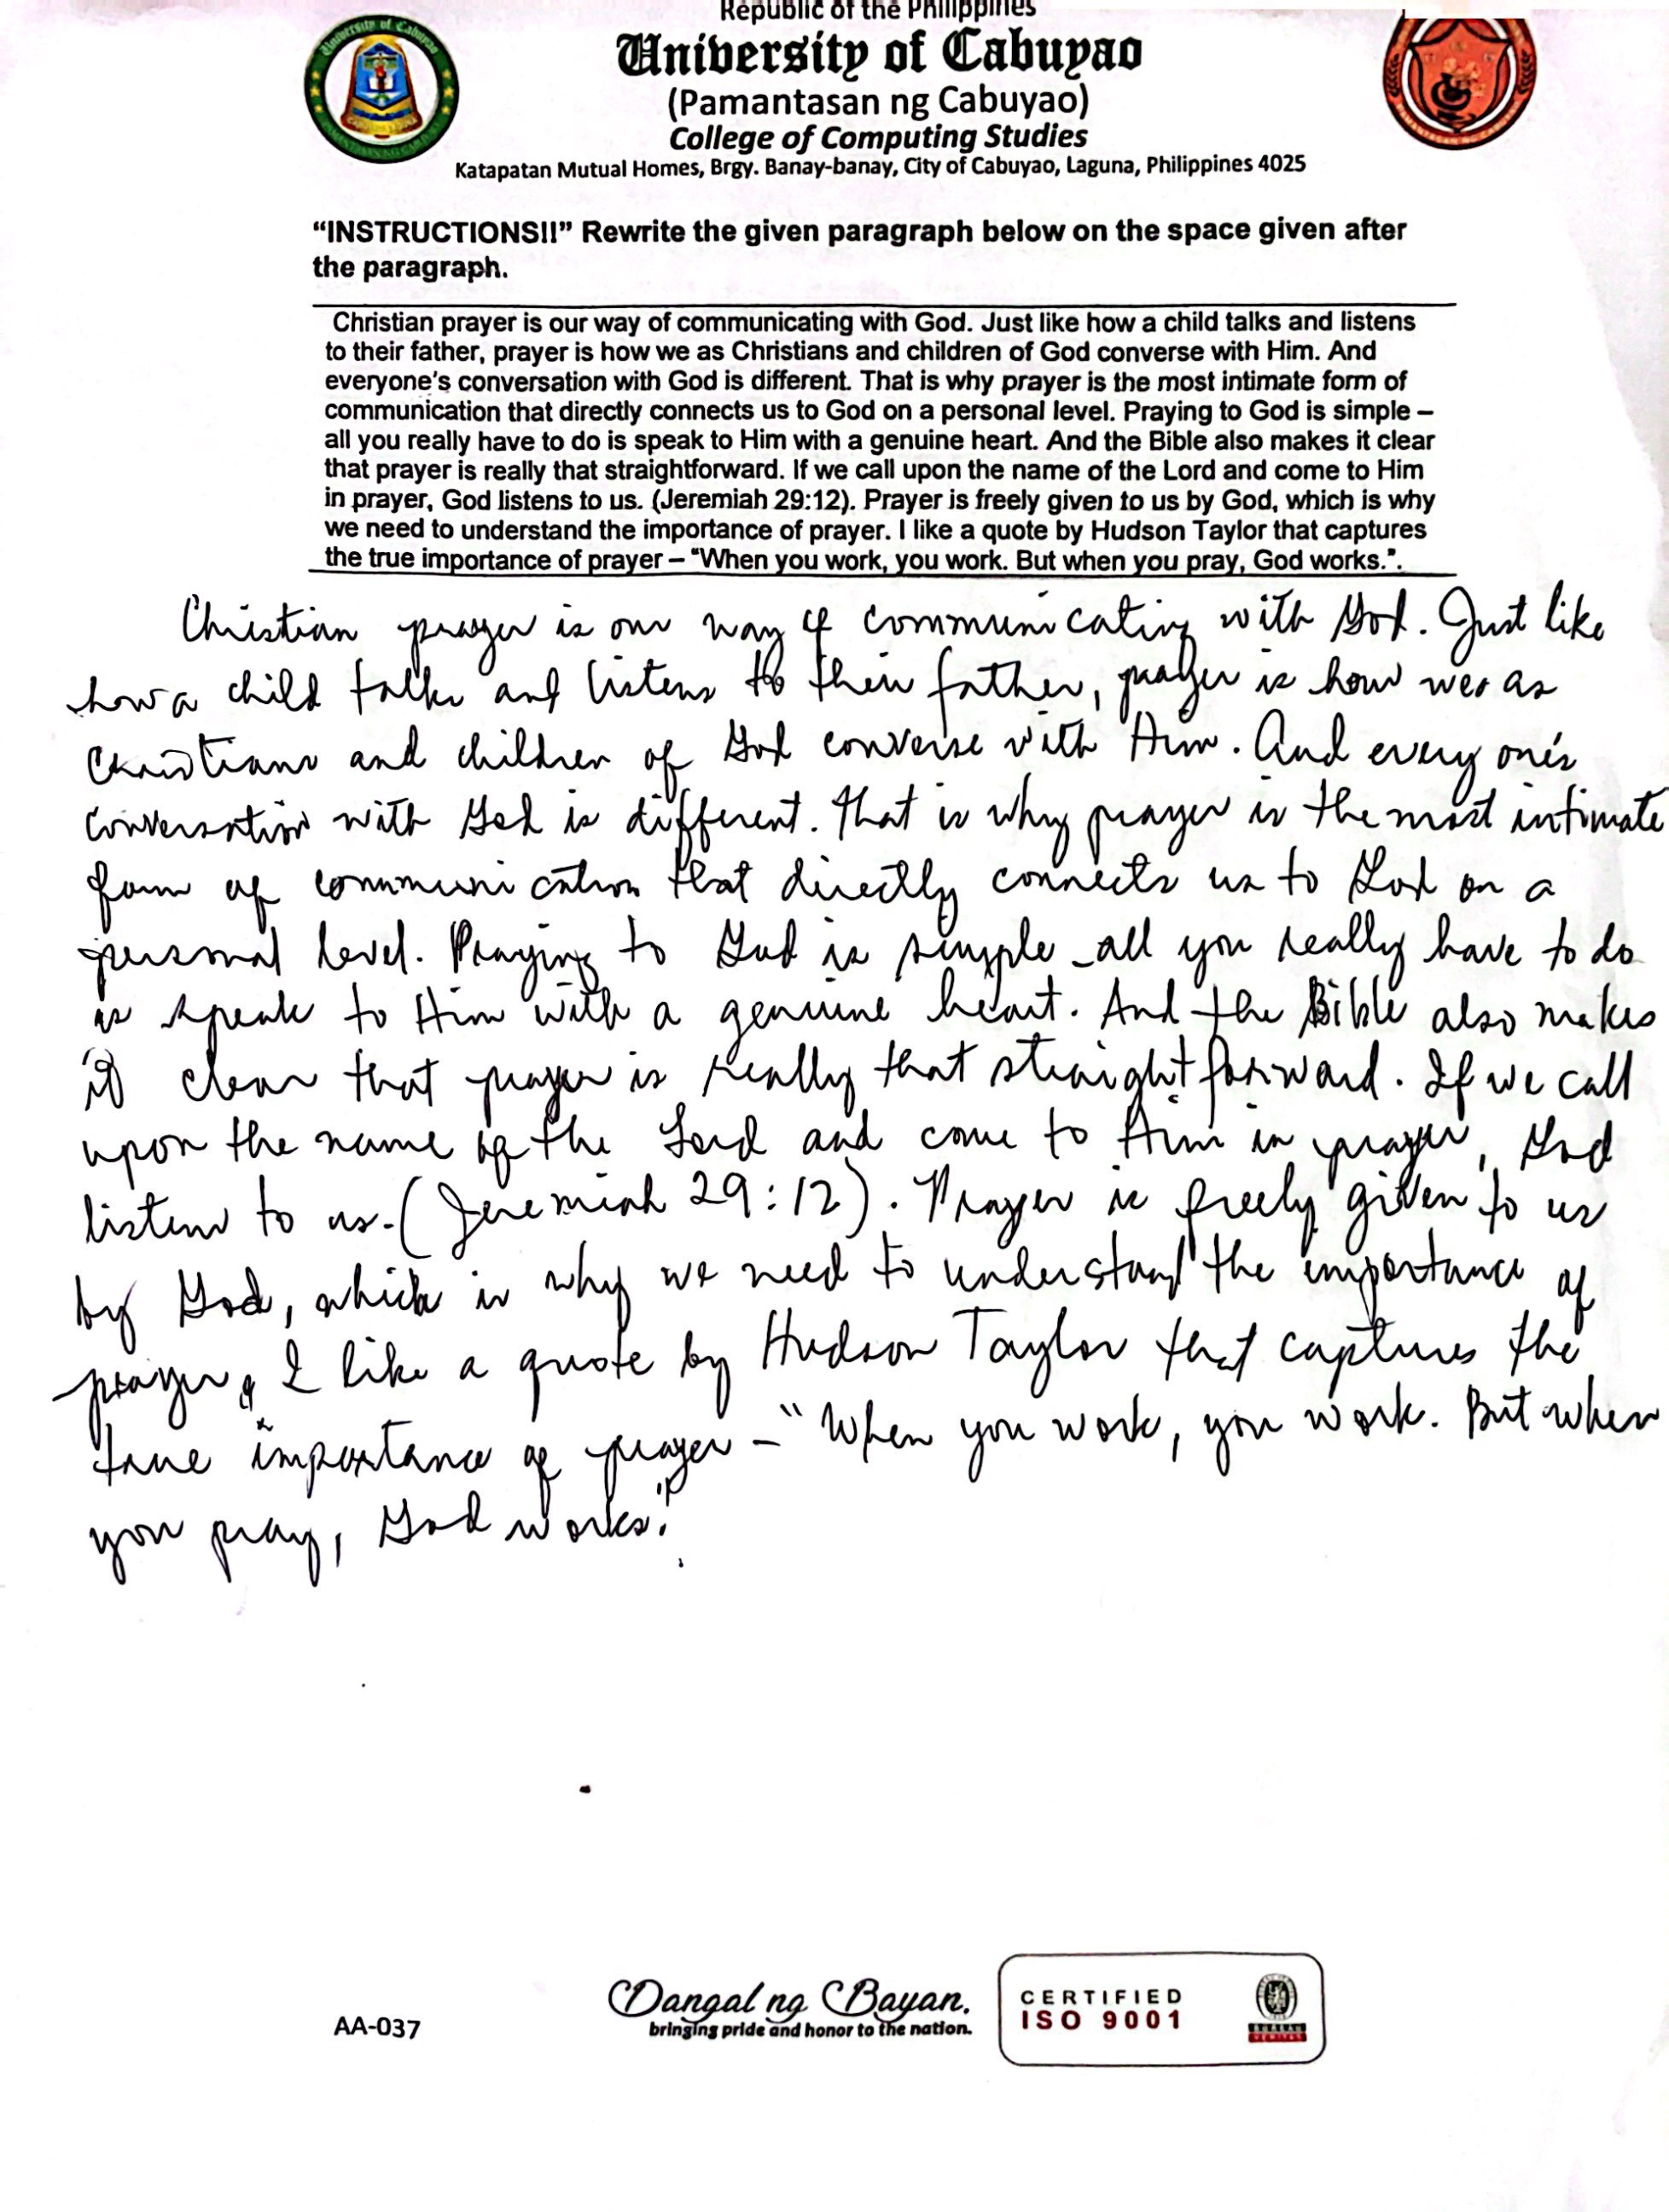 Republic of the Philippines
University of Cabuyao
(Pamantasan ng Cabuyao)
College of Computing Studies
Katapatan Mutual Homes, Brgy. Banay-banay, City of Cabuyao, Laguna, Philippines 4025
“INSTRUCTIONS!!” Rewrite the given paragraph below on the space given after
the paragraph.
Christian prayer is our way of communicating with God. Just like how a child talks and listens
to their father, prayer is how we as Christians and children of God converse with Him. And
everyone's conversation with God is different. That is why prayer is the most intimate form of
communication that directly connects us to God on a personal level. Praying to God is simple –
all you really have to do is speak to Him with a genuine heart. And the Bible also makes it clear
that prayer is really that straightforward. If we call upon the name of the Lord and come to Him
in prayer, God listens to us. (Jeremiah 29:12). Prayer is freely given to us by God, which is why
we need to understand the importance of prayer. I like a quote by Hudson Taylor that captures
the true importance of prayer – “When you work, you work. But when you pray, God works.”.
Christian prayer is our way of communicating with God. Just like
how a child talks and listens to their father, prayer is how we as
Christians and children of God converse with Him. And everyone's
conversation with God is different. That is why prayer is the most intimate
form of communication that directly connects us to God on a
personal level. Praying to God is simple – all you really have to do
is speak to Him with a genuine heart. And the Bible also makes
it clear that prayer is really that straightforward. If we call
upon the name of the Lord and come to Him in prayer, God
listens to us. (Jeremiah 29:12). Prayer is freely given to us
by God, which is why we need to understand the importance of
prayer. I like a quote by Hudson Taylor that captures the
true importance of prayer – "When you work, you work. But when
you pray, God works.".
AA-037
Dangal ng Bayan.
bringing pride and honor to the nation.
CERTIFIED
ISO 9001
BUREAU
VERITAS